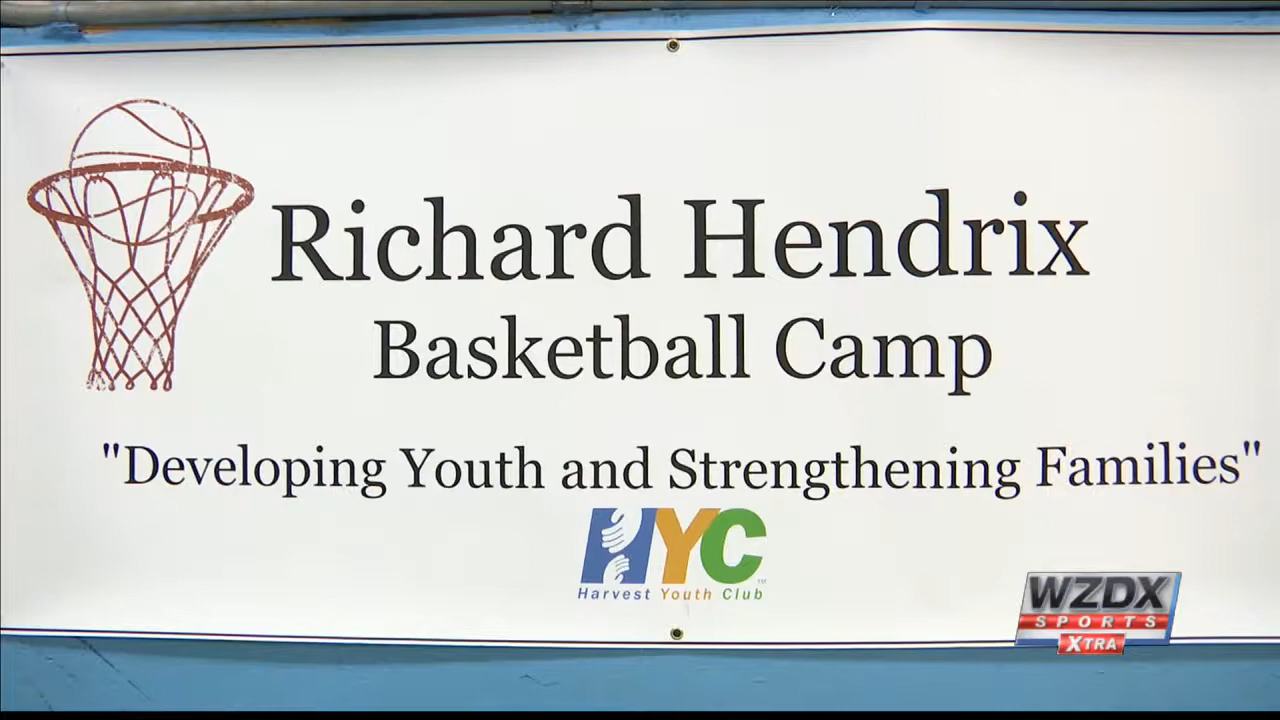 Richard Hendrix
Basketball Camp
"Developing Youth and Strengthening Families"
HYC
Harvest Youth Club
WZDX
SPORTS
XTRA